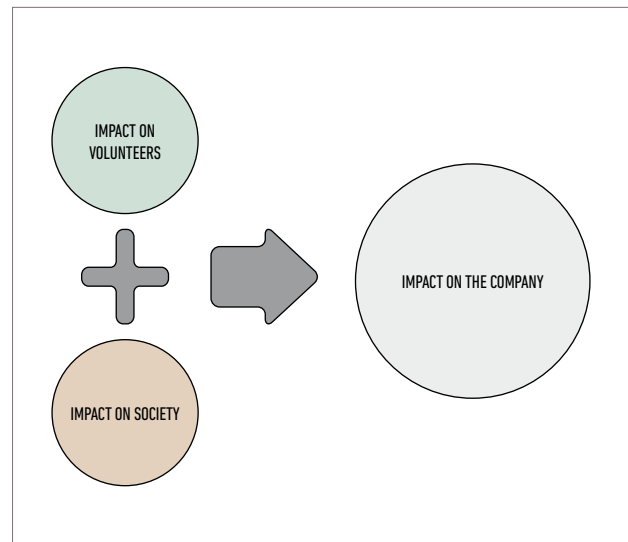 IMPACT ON
VOLUNTEERS
IMPACT ON THE COMPANY
IMPACT ON SOCIETY